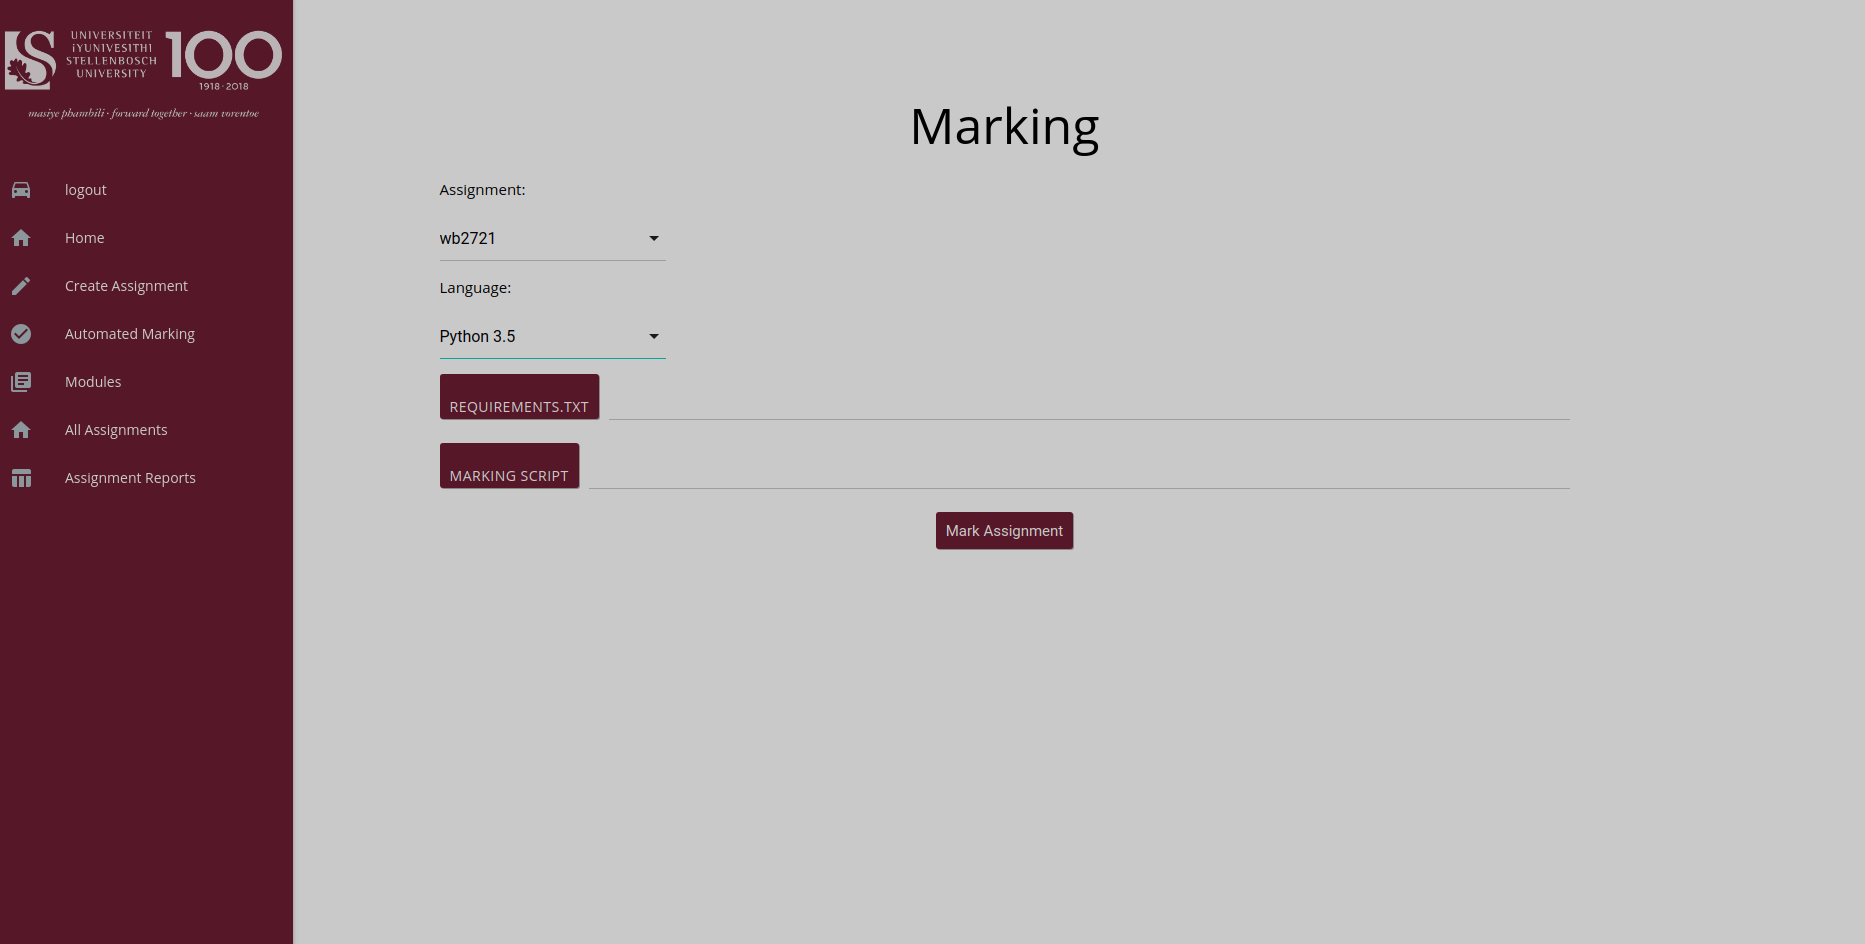 UNIVERSITEIT
iYUNIVESITHI
STELLENBOSCH
UNIVERSITY
100
1918·2018
masiye phambili · forward together · saam vorentoe
logout
Home
Create Assignment
Automated Marking
Modules
All Assignments
Assignment Reports
Marking
Assignment:
wb2721
Language:
Python 3.5
REQUIREMENTS.TXT
MARKING SCRIPT
Mark Assignment